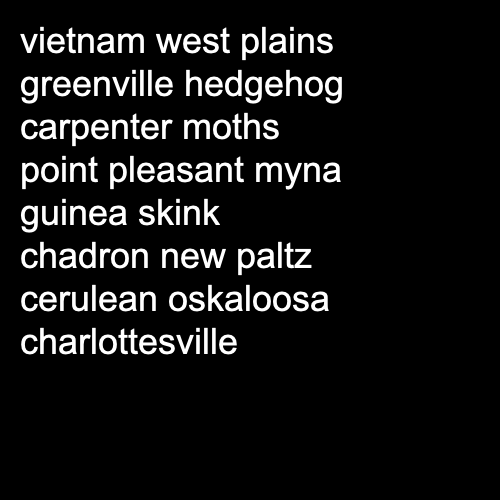 vietnam west plains
greenville hedgehog
carpenter moths
point pleasant myna
guinea skink
chadron new paltz
cerulean oskaloosa
charlottesville